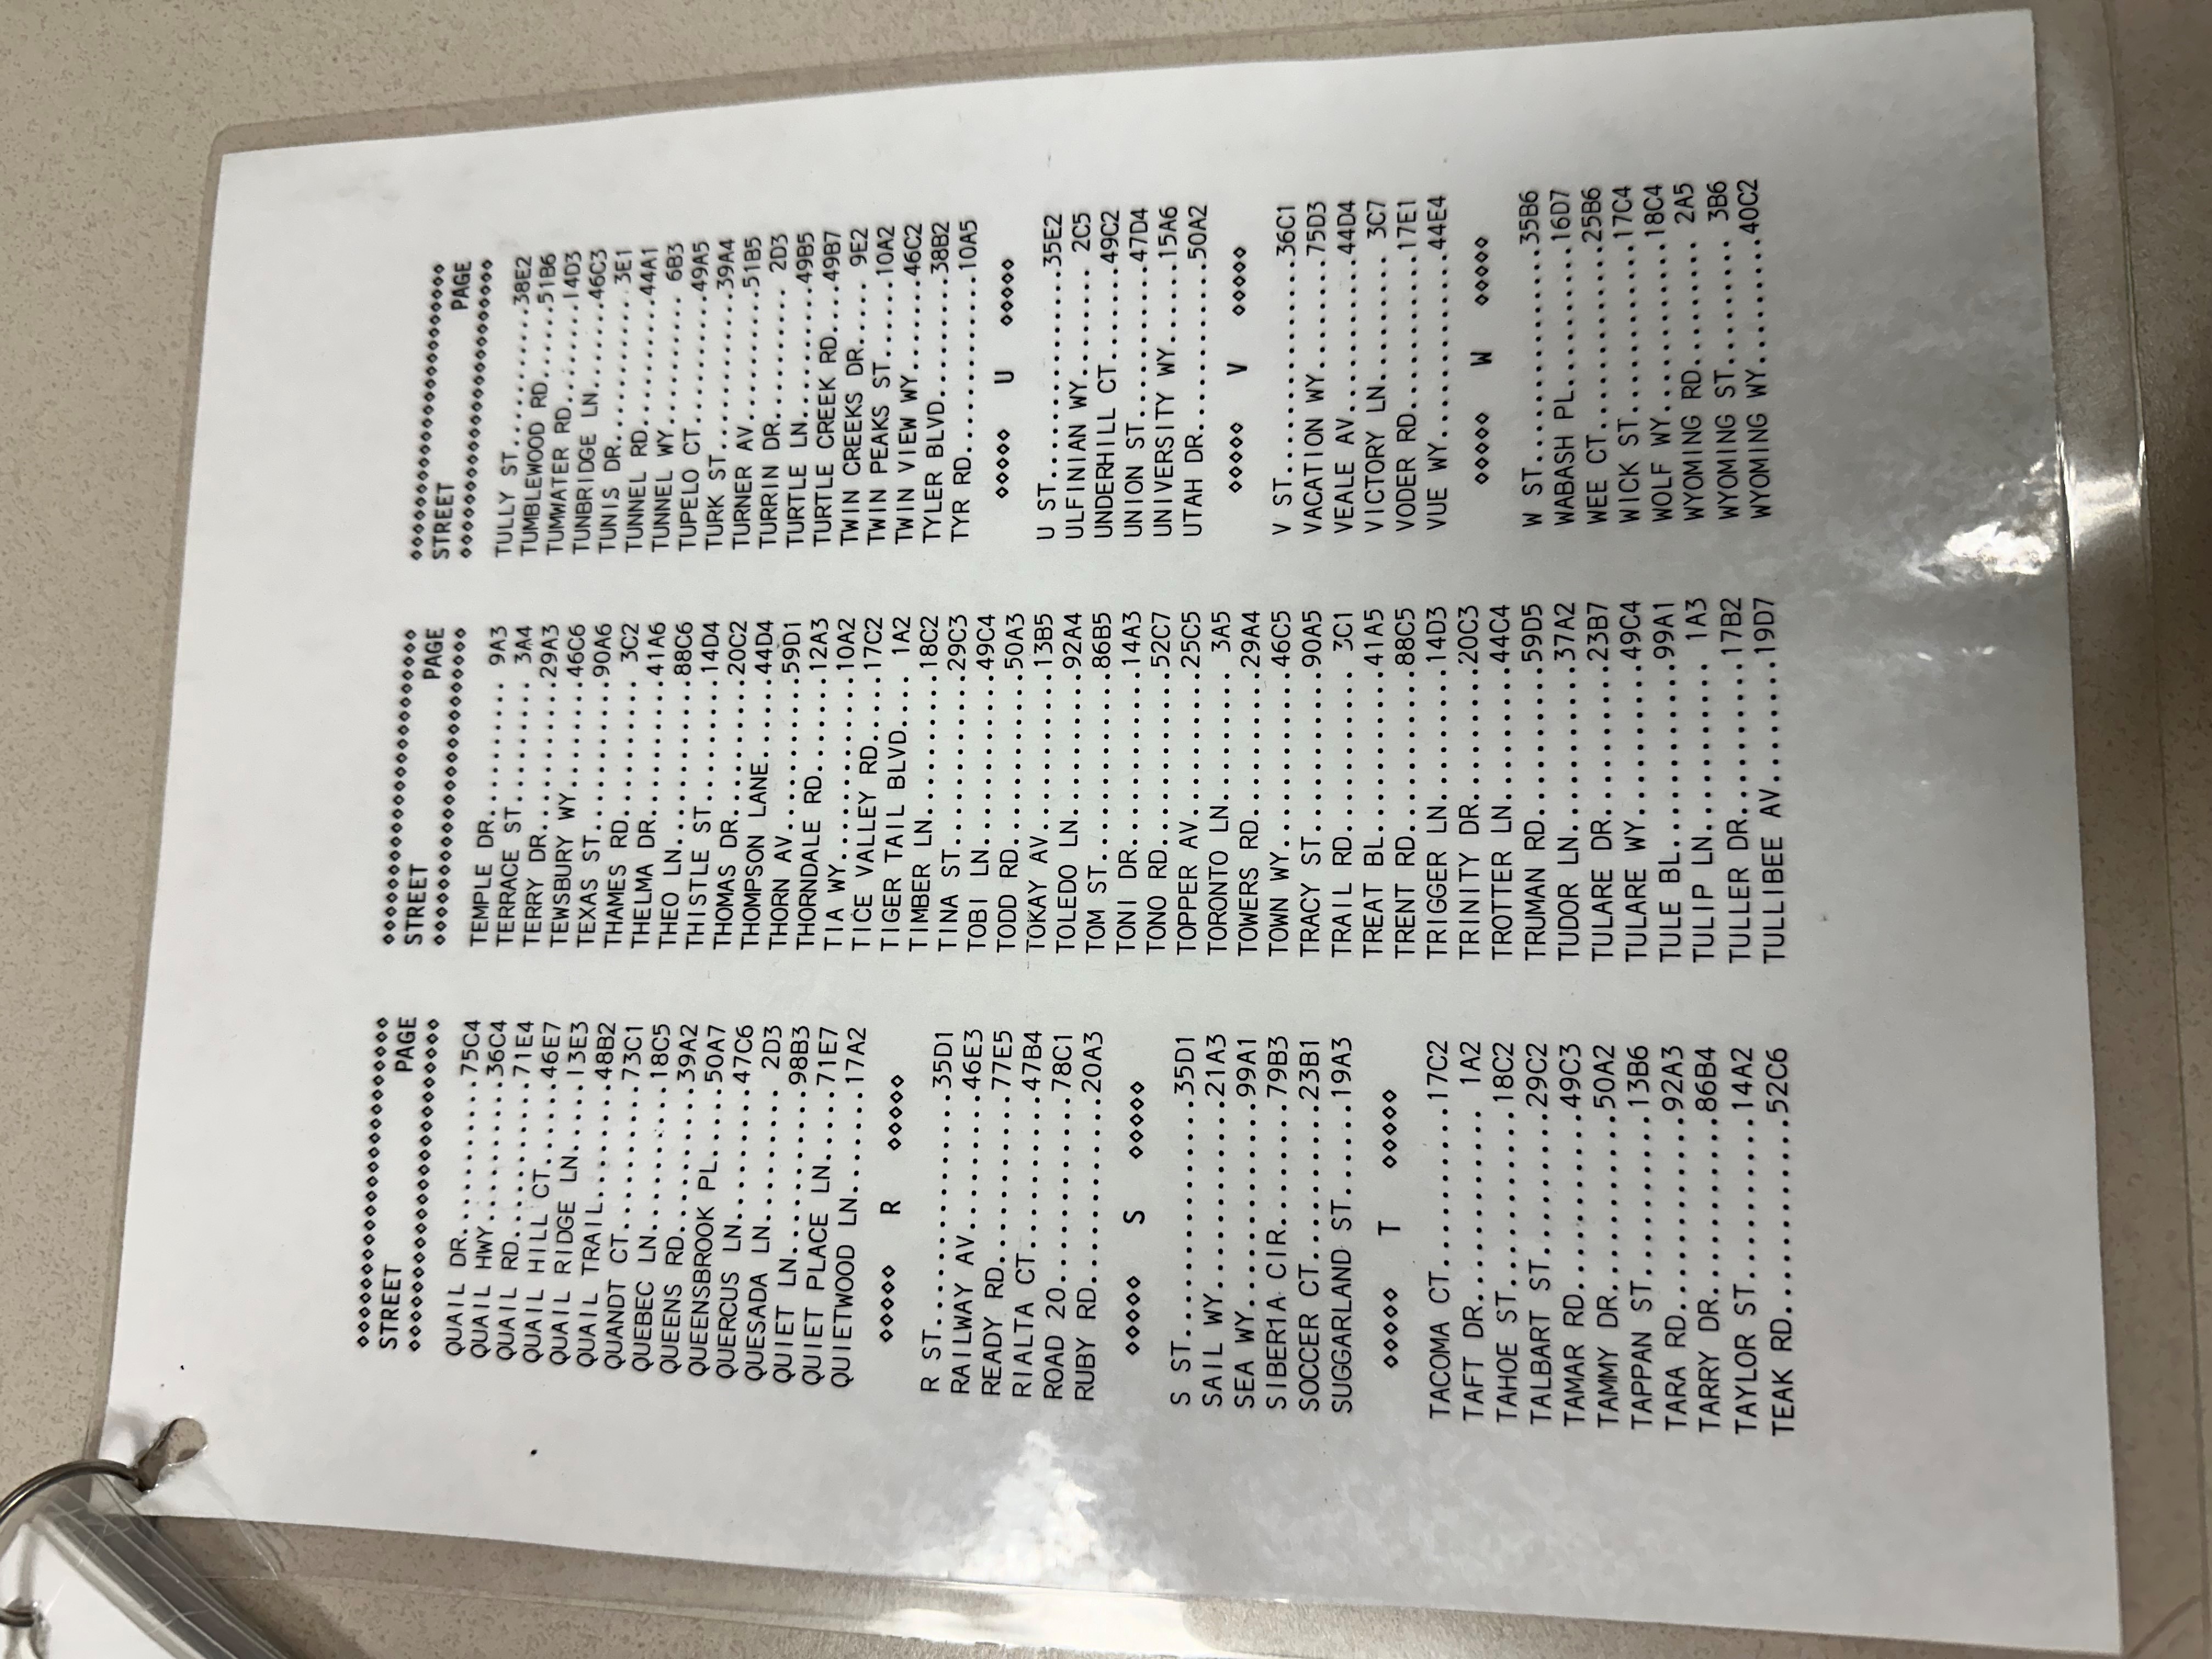 ◇◇◇◇◇◇◇◇◇◇◇◇◇◇◇◇◇◇◇◇◇◇◇
STREET PAGE
◇◇◇◇◇◇◇◇◇◇◇◇◇◇◇◇◇◇◇◇◇◇◇
QUAIL DR...........75C4
QUAIL HWY..........36C4
QUAIL RD...........71E4
QUAIL HILL CT......46E7
QUAIL RIDGE LN.....13E3
QUAIL TRAIL........48B2
QUANDT CT..........73C1
QUEBEC LN..........18C5
QUEENS RD..........39A2
QUEENSBROOK PL.....50A7
QUERCUS LN.........47C6
QUESADA LN......... 2D3
QUIET LN...........98B3
QUIET PLACE LN.....71E7
QUIETWOOD LN.......17A2
◇◇◇◇◇ R ◇◇◇◇◇
R ST...............35D1
RAILWAY AV.........46E3
READY RD...........77E5
RIALTA CT..........47B4
ROAD 20............78C1
RUBY RD............20A3
◇◇◇◇◇ S ◇◇◇◇◇
S ST...............35D1
SAIL WY............21A3
SEA WY.............99A1
SIBER1A CIR........79B3
SOCCER CT..........23B1
SUGGARLAND ST......19A3
◇◇◇◇◇ T ◇◇◇◇◇
TACOMA CT..........17C2
TAFT DR............ 1A2
TAHOE ST...........18C2
TALBART ST.........29C2
TAMAR RD...........49C3
TAMMY DR...........50A2
TAPPAN ST..........13B6
TARA RD............92A3
TARRY DR...........86B4
TAYLOR ST..........14A2
TEAK RD............52C6
◇◇◇◇◇◇◇◇◇◇◇◇◇◇◇◇◇◇◇◇◇◇◇
STREET PAGE
◇◇◇◇◇◇◇◇◇◇◇◇◇◇◇◇◇◇◇◇◇◇◇
TEMPLE DR.......... 9A3
TERRACE ST......... 3A4
TERRY DR...........29A3
TEWSBURY WY........46C6
TEXAS ST...........90A6
THAMES RD.......... 3C2
THELMA DR..........41A6
THEO LN............88C6
THISTLE ST.........14D4
THOMAS DR..........20C2
THOMPSON LANE......44D4
THORN AV...........59D1
THORNDALE RD.......12A3
TIA WY.............10A2
TICE VALLEY RD.....17C2
TIGER TAIL BLVD.... 1A2
TIMBER LN..........18C2
TINA ST............29C3
TOBI LN............49C4
TODD RD............50A3
TOKAY AV...........13B5
TOLEDO LN..........92A4
TOM ST.............86B5
TONI DR............14A3
TONO RD............52C7
TOPPER AV..........25C5
TORONTO LN......... 3A5
TOWERS RD..........29A4
TOWN WY............46C5
TRACY ST...........90A5
TRAIL RD........... 3C1
TREAT BL...........41A5
TRENT RD...........88C5
TRIGGER LN.........14D3
TRINITY DR.........20C3
TROTTER LN.........44C4
TRUMAN RD..........59D5
TUDOR LN...........37A2
TULARE DR..........23B7
TULARE WY..........49C4
TULE BL............99A1
TULIP LN........... 1A3
TULLER DR..........17B2
TULLIBEE AV........19D7
◇◇◇◇◇◇◇◇◇◇◇◇◇◇◇◇◇◇◇◇◇◇◇
STREET PAGE
◇◇◇◇◇◇◇◇◇◇◇◇◇◇◇◇◇◇◇◇◇◇◇
TULLY ST...........38E2
TUMBLEWOOD RD......51B6
TUMWATER RD........14D3
TUNBRIDGE LN.......46C3
TUNIS DR........... 3E1
TUNNEL RD..........44A1
TUNNEL WY.......... 6B3
TUPELO CT..........49A5
TURK ST............39A4
TURNER AV..........51B5
TURRIN DR.......... 2D3
TURTLE LN..........49B5
TURTLE CREEK RD....49B7
TWIN CREEKS DR..... 9E2
TWIN PEAKS ST......10A2
TWIN VIEW WY.......46C2
TYLER BLVD.........38B2
TYR RD.............10A5
◇◇◇◇◇ U ◇◇◇◇◇
U ST...............35E2
ULFINIAN WY........ 2C5
UNDERHILL CT.......49C2
UNION ST...........47D4
UNIVERSITY WY......15A6
UTAH DR............50A2
◇◇◇◇◇ V ◇◇◇◇◇
V ST...............36C1
VACATION WY........75D3
VEALE AV...........44D4
VICTORY LN......... 3C7
VODER RD...........17E1
VUE WY.............44E4
◇◇◇◇◇ W ◇◇◇◇◇
W ST...............35B6
WABASH PL..........16D7
WEE CT.............25B6
WICK ST............17C4
WOLF WY............18C4
WYOMING RD......... 2A5
WYOMING ST......... 3B6
WYOMING WY.........40C2